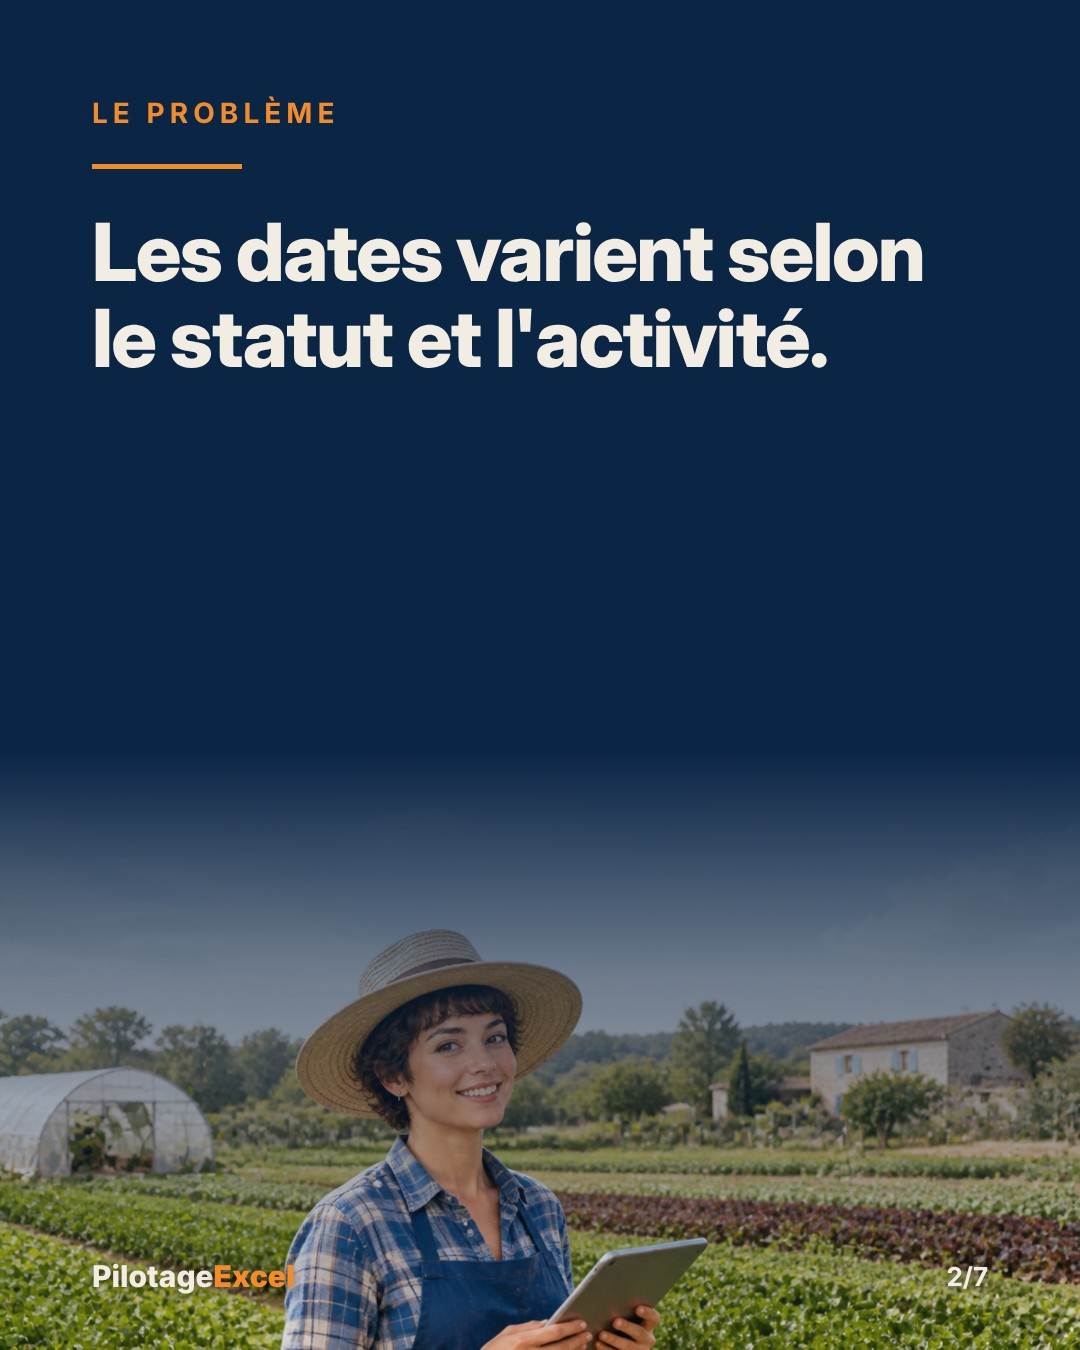 LE PROBLÈME
Les dates varient selon
le statut et l'activité.
PilotageExcel
2/7